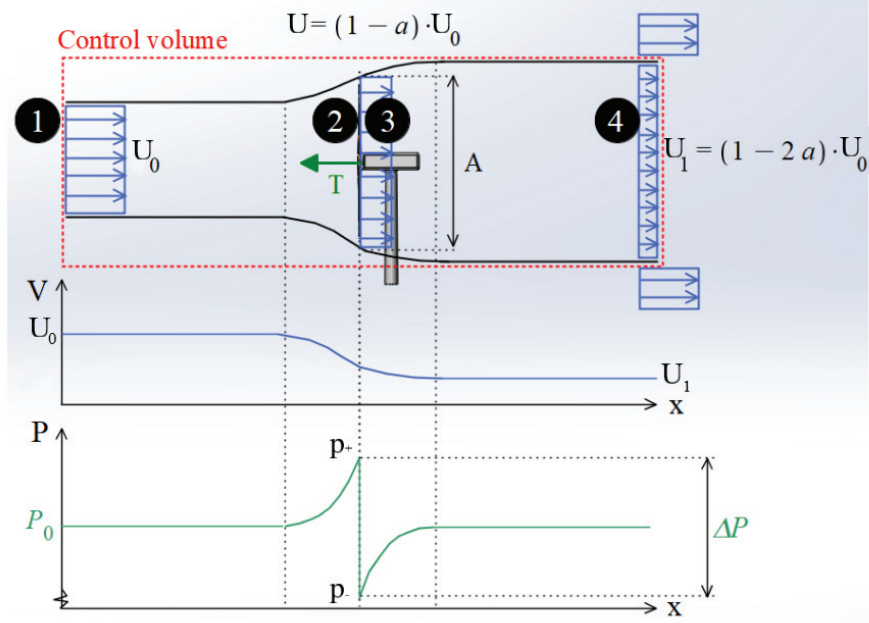 U = (1 − a) · U₀
Control volume
1
2
3
4
U₀
A
U₁ = (1 − 2 a) · U₀
T
V
U₀
U₁
x
P
p₊
P₀
ΔP
p₋
x